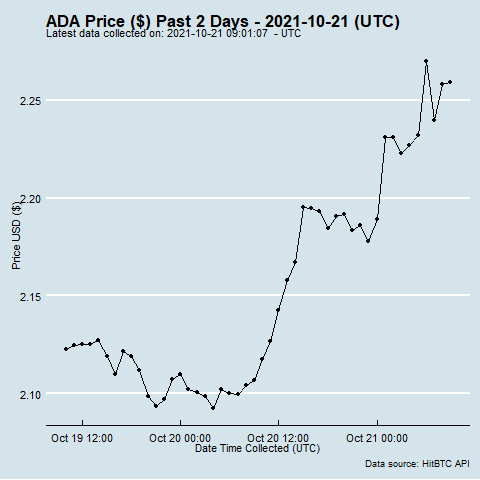 ADA Price ($) Past 2 Days - 2021-10-21 (UTC)
Latest data collected on: 2021-10-21 09:01:07 - UTC
Price USD ($)
2.25
2.20
2.15
2.10
Oct 19 12:00
Oct 20 00:00
Oct 20 12:00
Oct 21 00:00
Date Time Collected (UTC)
Data source: HitBTC API